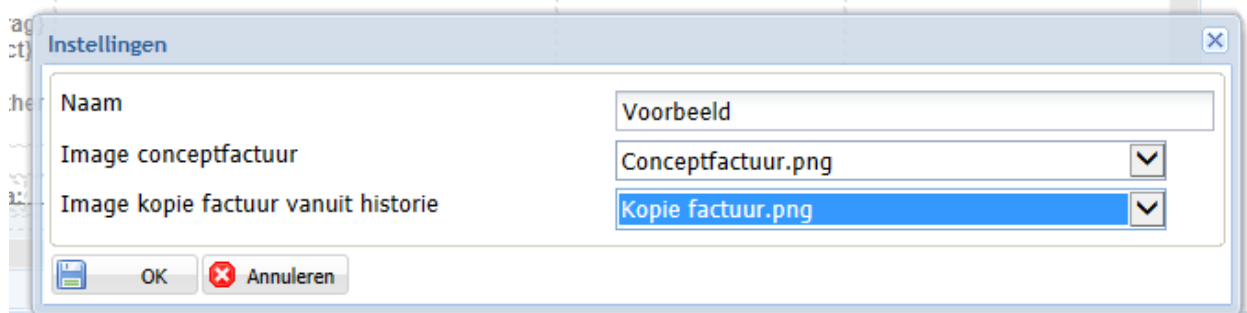 Instellingen
Naam
Voorbeeld
Image conceptfactuur
Conceptfactuur.png
Image kopie factuur vanuit historie
Kopie factuur.png
OK
Annuleren